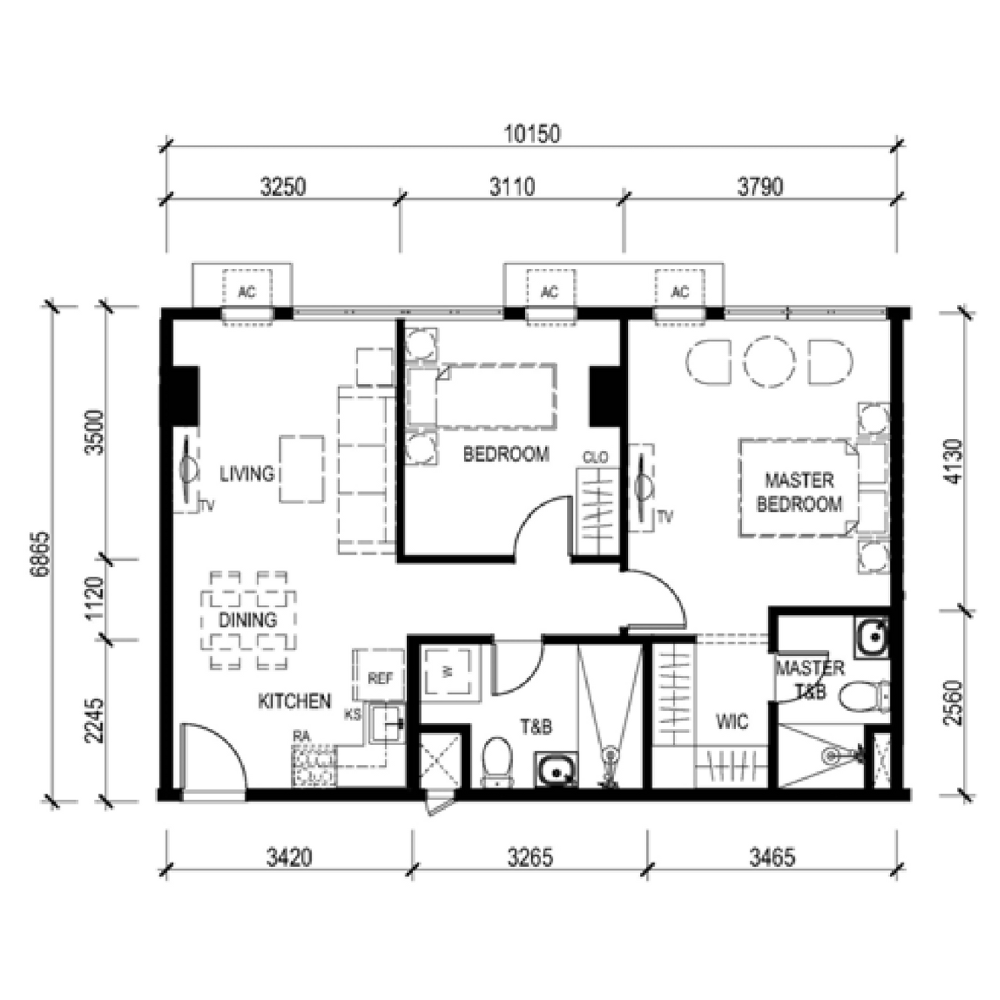 10150
3250
3110
3790
AC
AC
AC
6865
3500
1120
2245
4130
2560
LIVING
TV
BEDROOM
CLO
MASTER
BEDROOM
TV
DINING
KITCHEN
REF
KS
RA
W
T&B
WIC
MASTER
T&B
3420
3265
3465